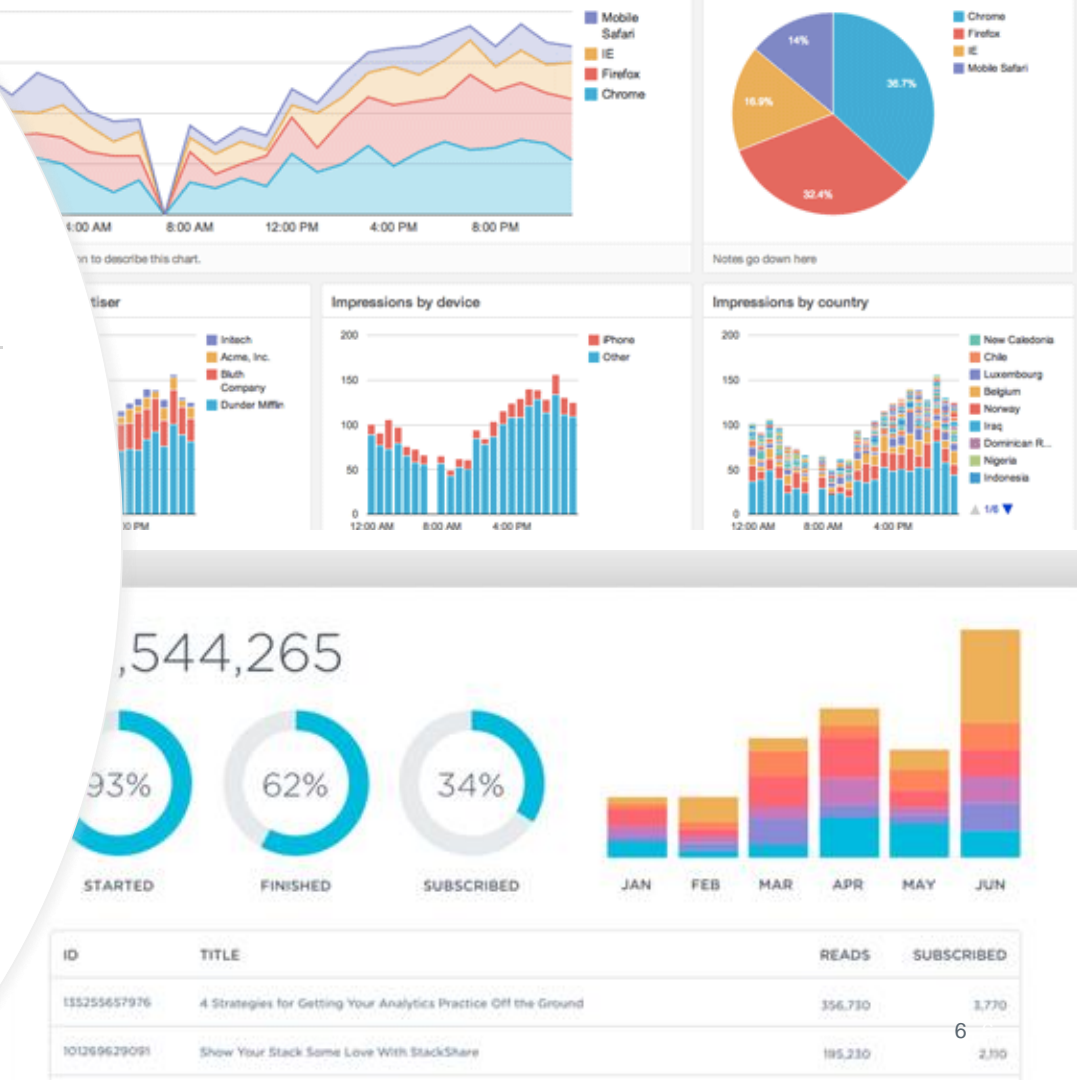 Mobile
Safari
IE
Firefox
Chrome
:00 AM
8:00 AM
12:00 PM
4:00 PM
8:00 PM
to describe this chart.
14%
36.7%
16.9%
32.4%
Chrome
Firefox
IE
Mobile Safari
Notes go down here
tiser
Initech
Acme, Inc.
Bluth
Company
Dunder Mifflin
0 PM
Impressions by device
200
150
100
50
0
12:00 AM
8:00 AM
4:00 PM
iPhone
Other
Impressions by country
200
150
100
50
0
12:00 AM
8:00 AM
4:00 PM
New Caledonia
Chile
Luxembourg
Belgium
Norway
Iraq
Dominican R...
Nigeria
Indonesia
1/6
,544,265
93%
STARTED
62%
FINISHED
34%
SUBSCRIBED
JAN FEB MAR APR MAY JUN
ID TITLE READS SUBSCRIBED
135255657976 4 Strategies for Getting Your Analytics Practice Off the Ground 356,730 3,770
101269629091 Show Your Stack Some Love With StackShare 195,230 2,110
6